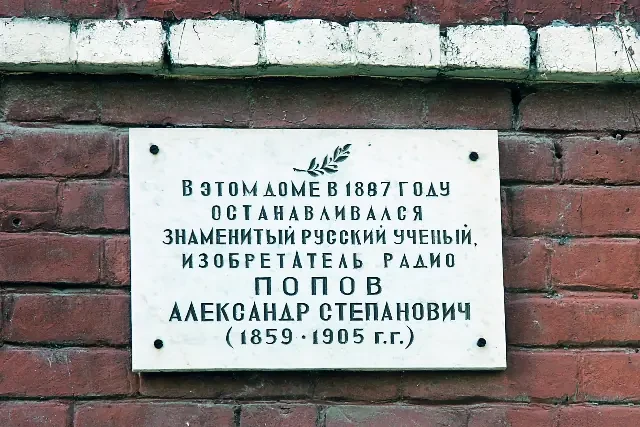 В ЭТОМ ДОМЕ В 1887 ГОДУ
ОСТАНАВЛИВАЛСЯ
ЗНАМЕНИТЫЙ РУССКИЙ УЧЕНЫЙ,
ИЗОБРЕТАТЕЛЬ РАДИО
ПОПОВ
АЛЕКСАНДР СТЕПАНОВИЧ
(1859 · 1905 г.г.)